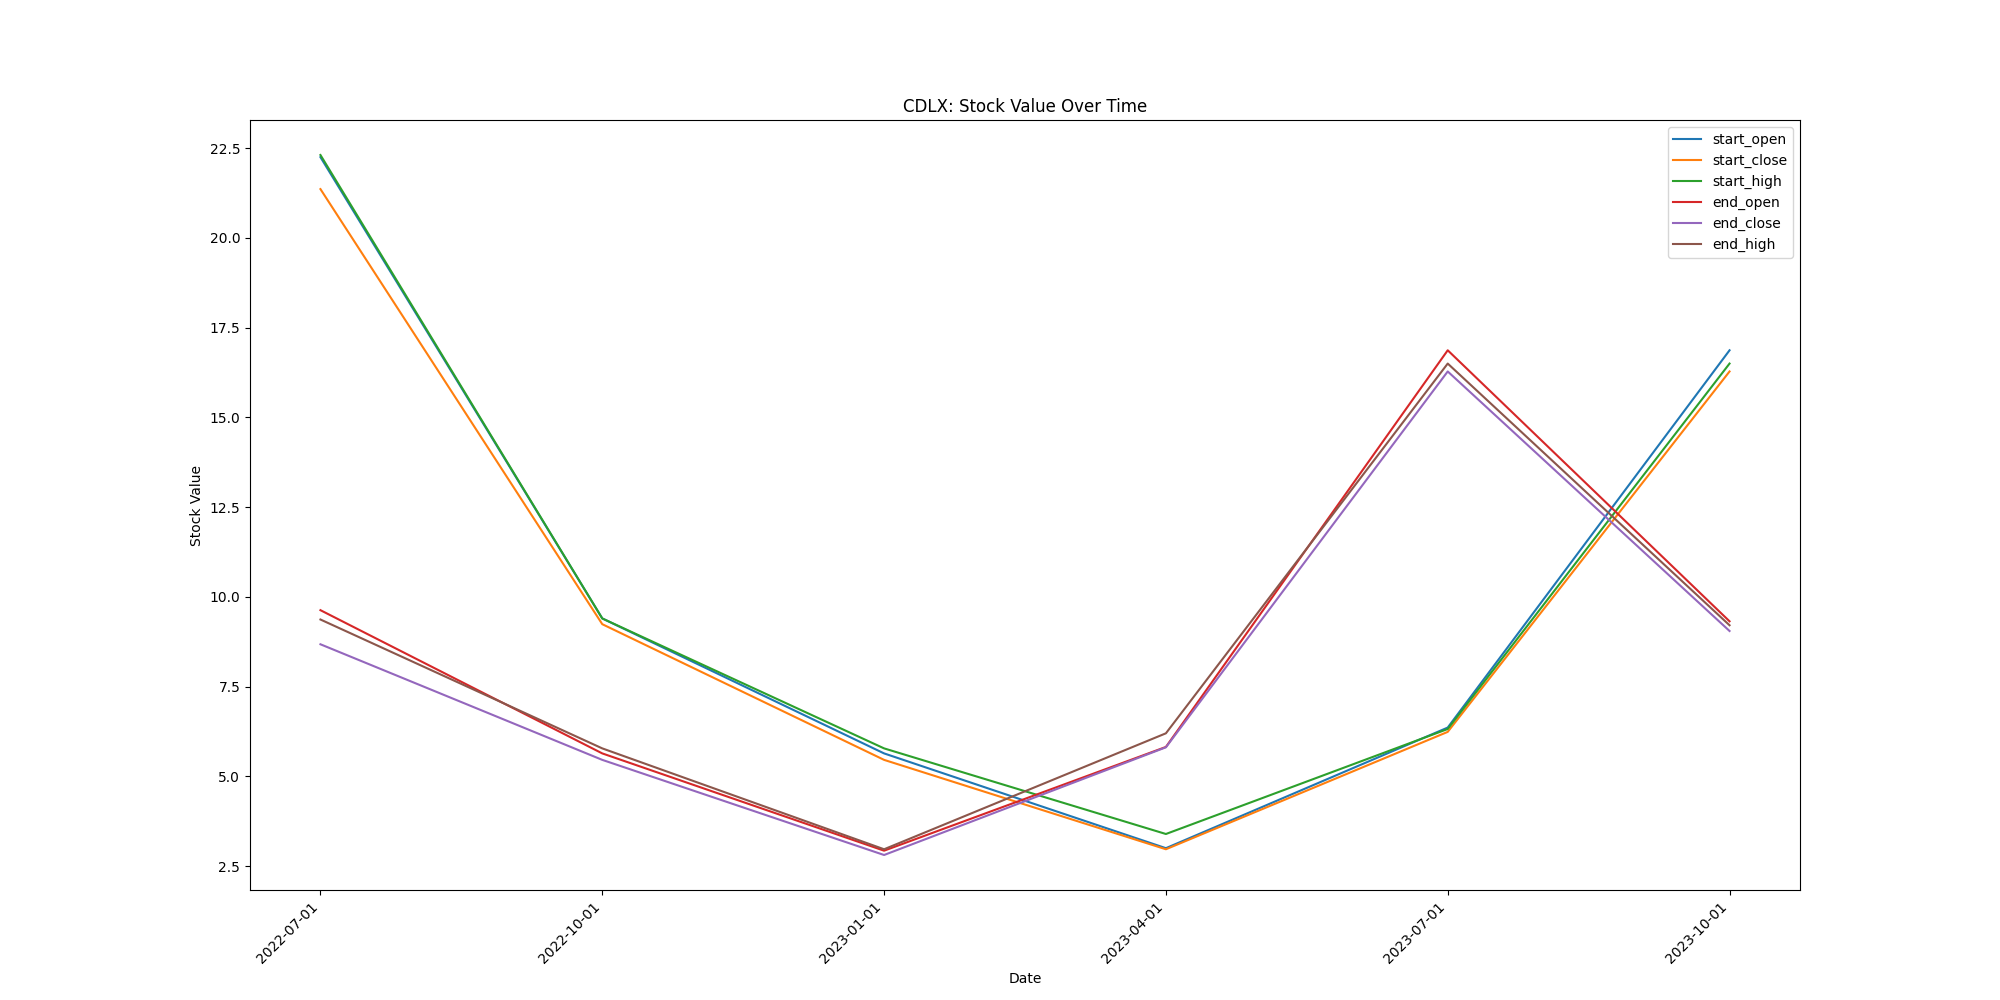 CDLX: Stock Value Over Time
start_open
start_close
start_high
end_open
end_close
end_high
22.5
20.0
17.5
15.0
12.5
10.0
7.5
5.0
2.5
Stock Value
2022-07-01
2022-10-01
2023-01-01
2023-04-01
2023-07-01
2023-10-01
Date